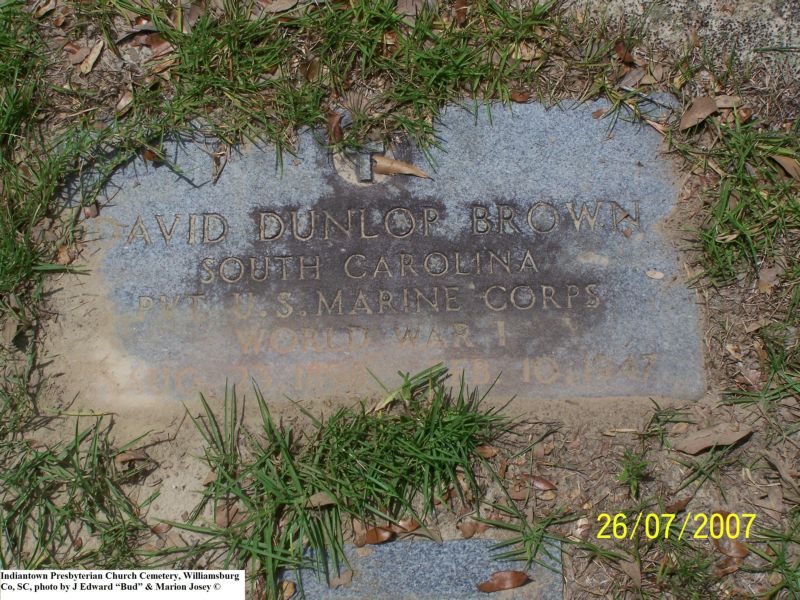 DAVID DUNLOP BROWN
SOUTH CAROLINA
PVT. U.S. MARINE CORPS
WORLD WAR I
AUG. 23, FEB. 10, 1947
26/07/2007
Indiantown Presbyterian Church Cemetery, Williamsburg
Co, SC, photo by J Edward “Bud” & Marion Josey ©